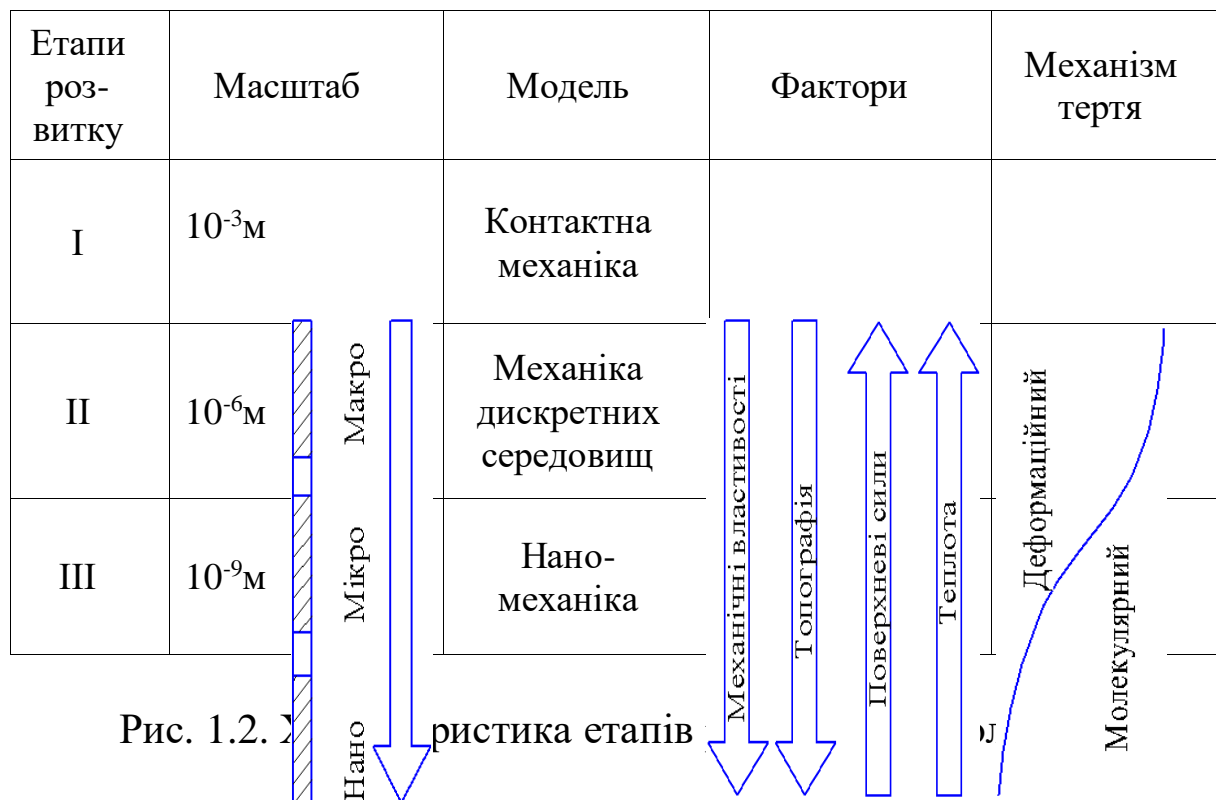 Етапи
роз-
витку
Масштаб
Модель
Фактори
Механізм
тертя
I
10⁻³м
Контактна
механіка
II
10⁻⁶м
Макро
Механіка
дискретних
середовищ
Механічні властивості
Топографія
Поверхневі сили
Теплота
Деформаційний
Молекулярний
III
10⁻⁹м
Мікро
Нано-
механіка
Нано
Рис. 1.2. ристика етапів